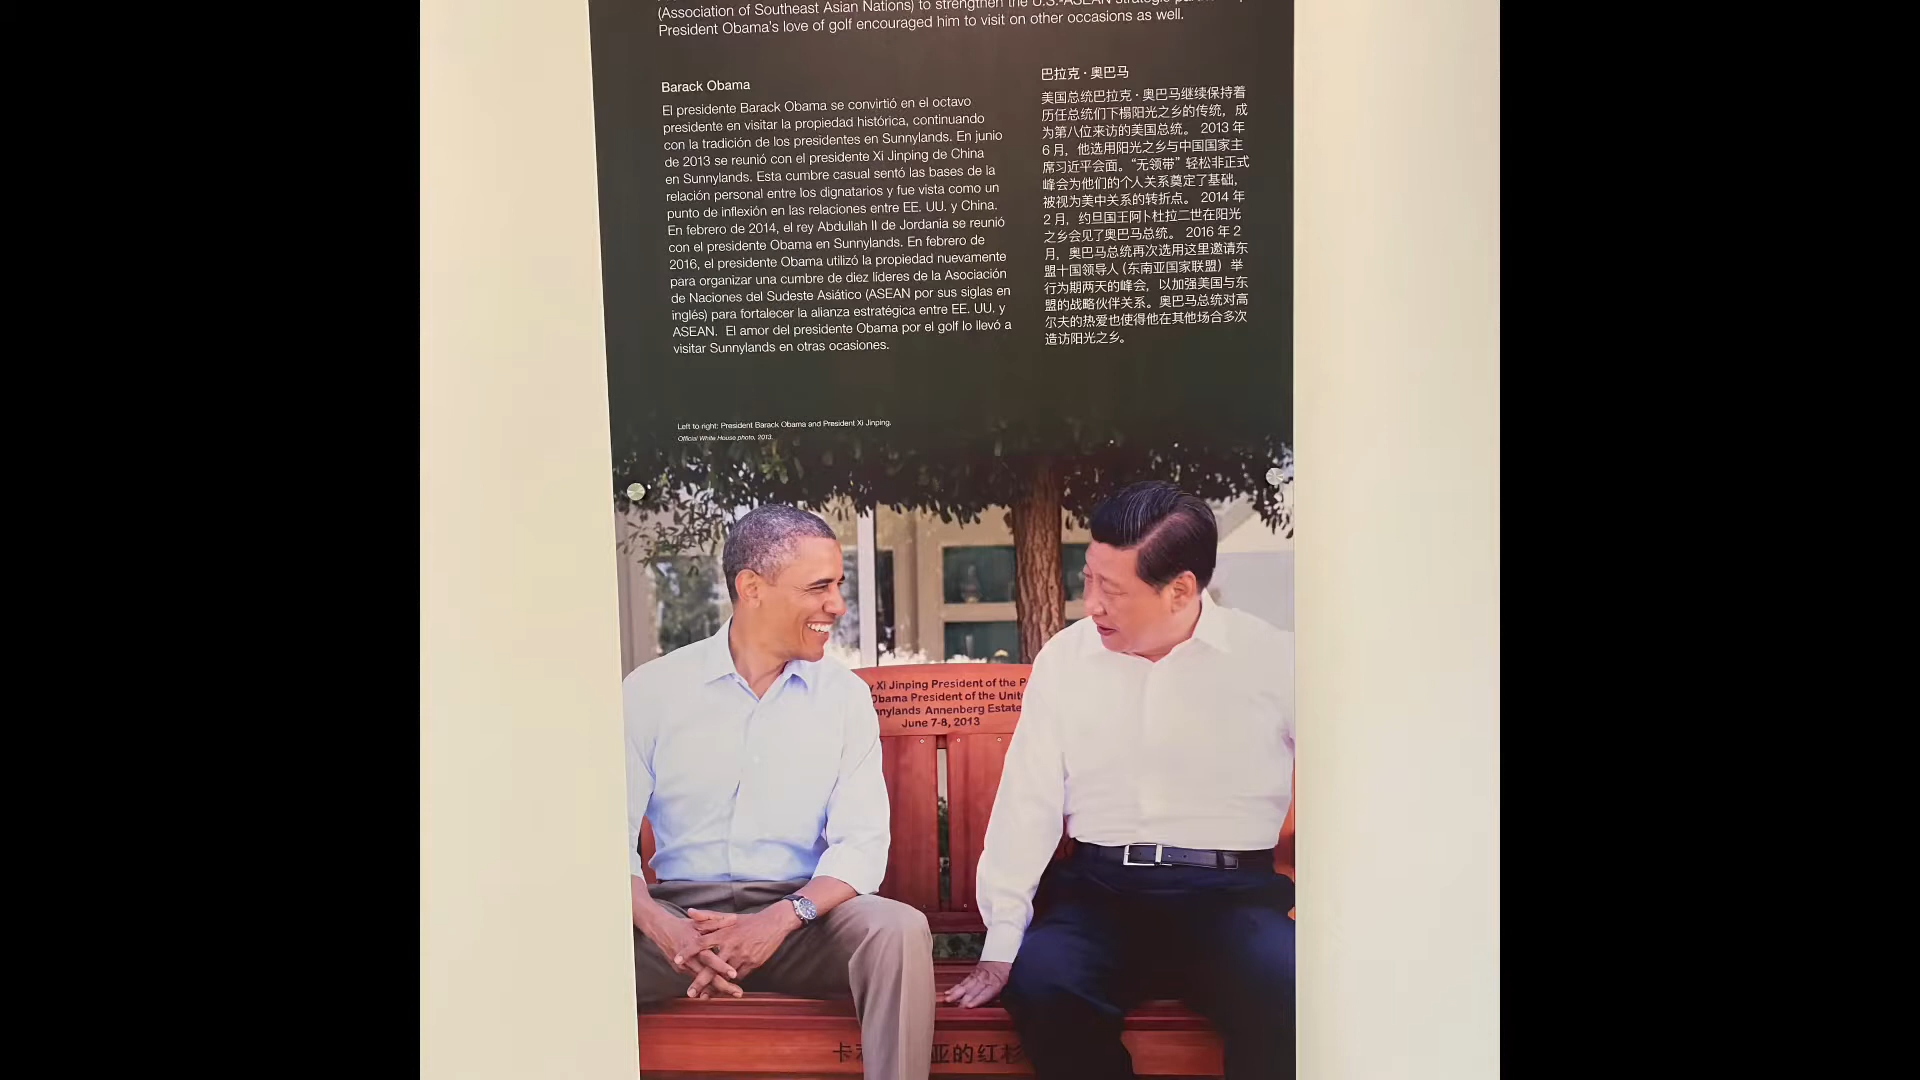 (Association of Southeast Asian Nations) to strengthen the U.S.-ASEAN strategic
President Obama's love of golf encouraged him to visit on other occasions as well.
Barack Obama
El presidente Barack Obama se convirtió en el octavo
presidente en visitar la propiedad histórica, continuando
con la tradición de los presidentes en Sunnylands. En junio
de 2013 se reunió con el presidente Xi Jinping de China
en Sunnylands. Esta cumbre casual sentó las bases de la
relación personal entre los dignatarios y fue vista como un
punto de inflexión en las relaciones entre EE. UU. y China.
En febrero de 2014, el rey Abdullah II de Jordania se reunió
con el presidente Obama en Sunnylands. En febrero de
2016, el presidente Obama utilizó la propiedad nuevamente
para organizar una cumbre de diez líderes de la Asociación
de Naciones del Sudeste Asiático (ASEAN por sus siglas en
inglés) para fortalecer la alianza estratégica entre EE. UU. y
ASEAN. El amor del presidente Obama por el golf lo llevó a
visitar Sunnylands en otras ocasiones.
巴拉克·奥巴马
美国总统巴拉克·奥巴马继续保持着
历任总统们下榻阳光之乡的传统，成
为第八位来访的美国总统。 2013 年
6 月，他选用阳光之乡与中国国家主
席习近平会面。“无领带” 轻松非正式
峰会为他们的个人关系奠定了基础，
被视为美中关系的转折点。 2014 年
2 月，约旦国王阿卜杜拉二世在阳光
之乡会见了奥巴马总统。 2016 年 2
月，奥巴马总统再次选用这里邀请东
盟十国领导人 (东南亚国家联盟） 举
行为期两天的峰会，以加强美国与东
盟的战略伙伴关系。奥巴马总统对高
尔夫的热爱也使得他在其他场合多次
造访阳光之乡。
Left to right: President Barack Obama and President Xi Jinping.
Official White House photo, 2013.
y Xi Jinping President of the P
Obama President of the Unit
nnylands Annenberg Estate
June 7-8, 2013
卡 亚的红杉